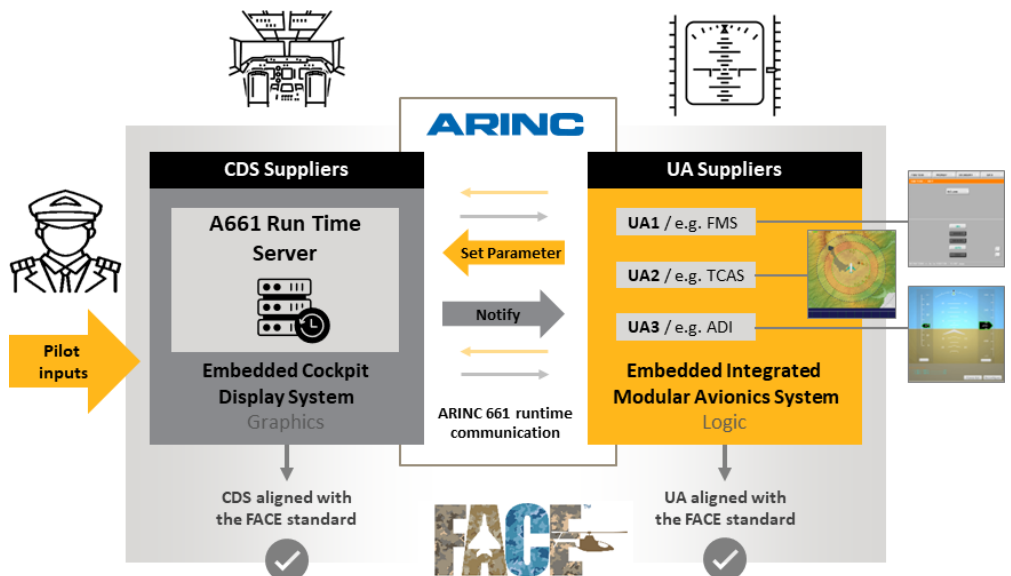 ARINC
CDS Suppliers
A661 Run Time
Server
Embedded Cockpit
Display System
Graphics
Pilot
inputs
Set Parameter
Notify
ARINC 661 runtime
communication
UA Suppliers
UA1 / e.g. FMS
UA2 / e.g. TCAS
UA3 / e.g. ADI
Embedded Integrated
Modular Avionics System
Logic
CDS aligned with
the FACE standard
FACE™
UA aligned with
the FACE standard